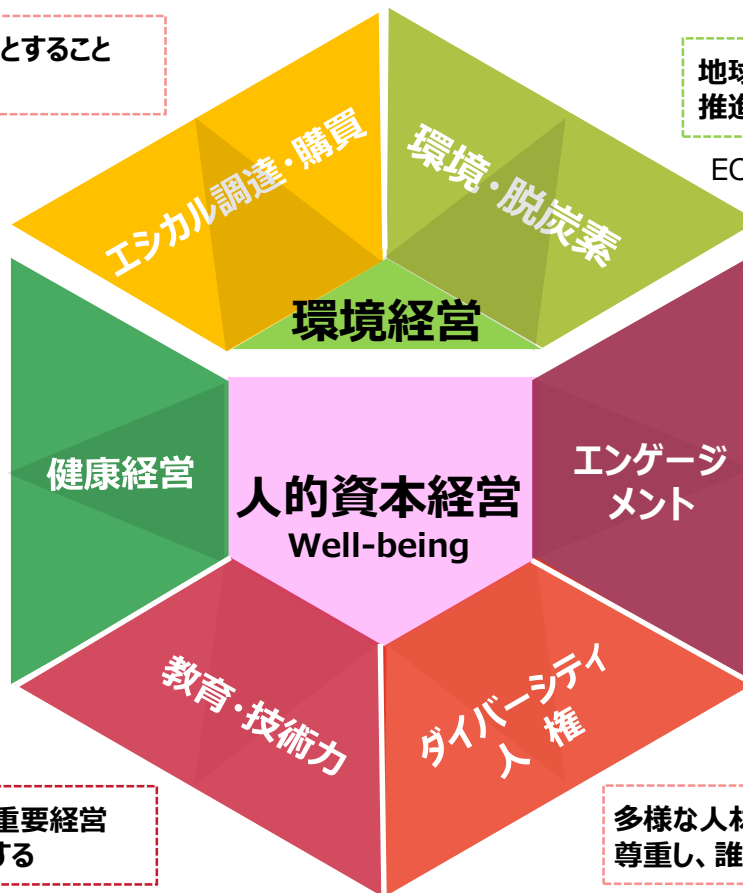 とすること
地球
推進
EC
エシカル調達・購買
環境・脱炭素
環境経営
健康経営
人的資本経営
Well-being
エンゲージ
メント
教育・技術力
ダイバーシティ
人 権
重要経営
する
多様な人材
尊重し、誰